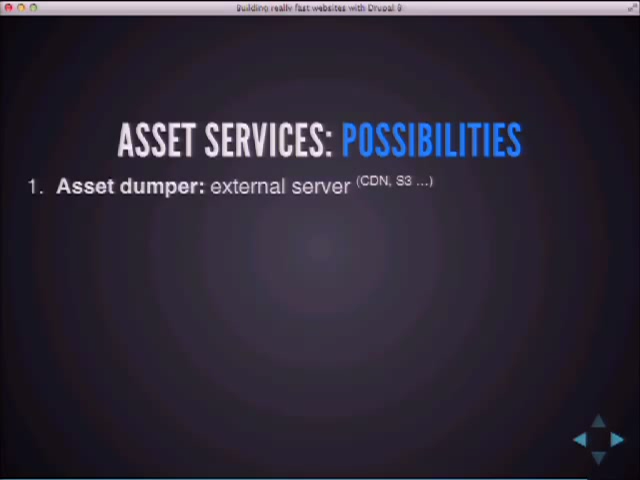 Building really fast websites with Drupal 8
ASSET SERVICES: POSSIBILITIES
1. Asset dumper: external server (CDN, S3 ...)